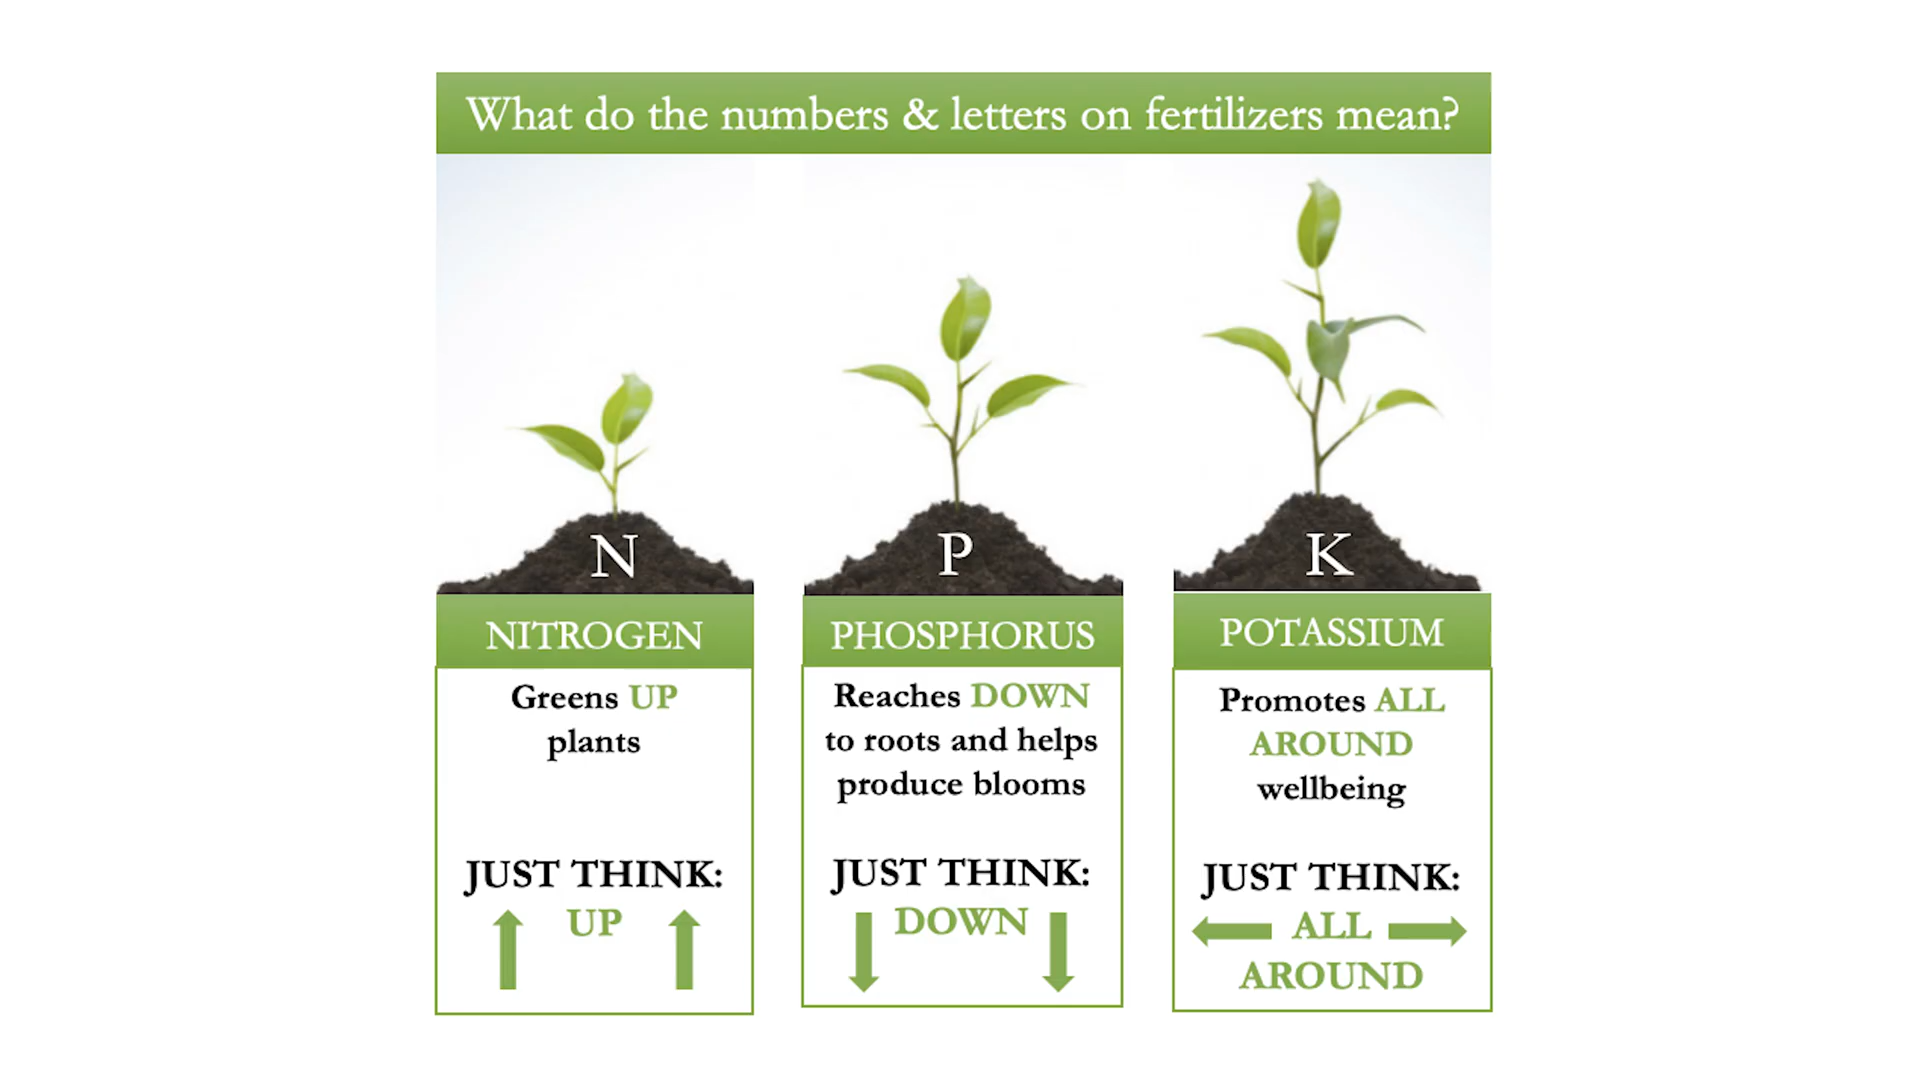 What do the numbers & letters on fertilizers mean?
N
NITROGEN
Greens UP
plants
JUST THINK:
UP
P
PHOSPHORUS
Reaches DOWN
to roots and helps
produce blooms
JUST THINK:
DOWN
K
POTASSIUM
Promotes ALL
AROUND
wellbeing
JUST THINK:
ALL
AROUND